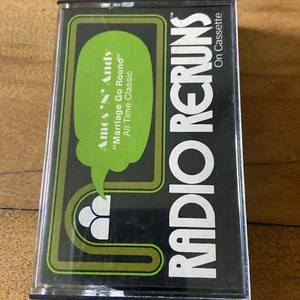 Amos 'N' Andy
"Marriage Go Round"
All Time Classic
RADIO RERUNS
On Cassette